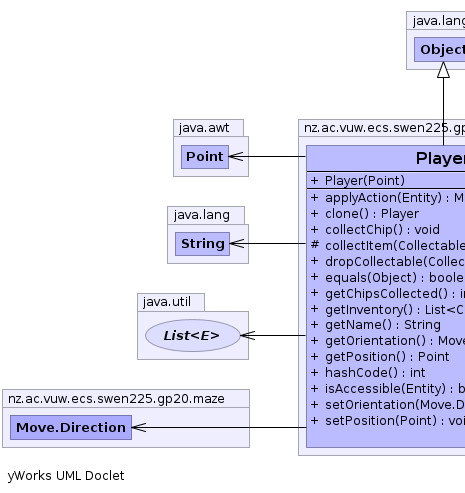 java.lang
Object
java.awt
Point
java.lang
String
java.util
List<E>
nz.ac.vuw.ecs.swen225.gp20.maze
Move.Direction
nz.ac.vuw.ecs.swen225.gp
Player
+ Player(Point)
+ applyAction(Entity) : M
+ clone() : Player
+ collectChip() : void
# collectItem(Collectable
+ dropCollectable(Collec
+ equals(Object) : boole
+ getChipsCollected() : i
+ getInventory() : List<C
+ getName() : String
+ getOrientation() : Mov
+ getPosition() : Point
+ hashCode() : int
+ isAccessible(Entity) : b
+ setOrientation(Move.D
+ setPosition(Point) : voi
yWorks UML Doclet